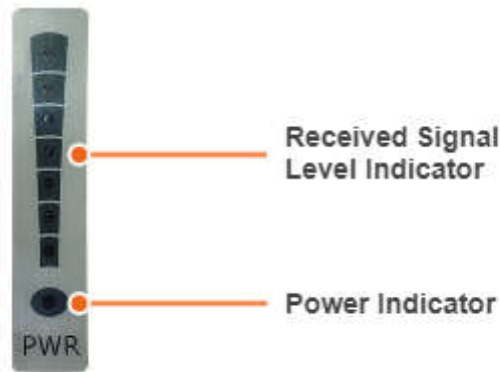 Received Signal
Level Indicator
Power Indicator
PWR